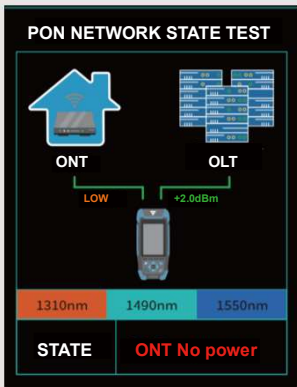 PON NETWORK STATE TEST
ONT OLT
LOW +2.0dBm
1310nm 1490nm 1550nm
STATE ONT No power